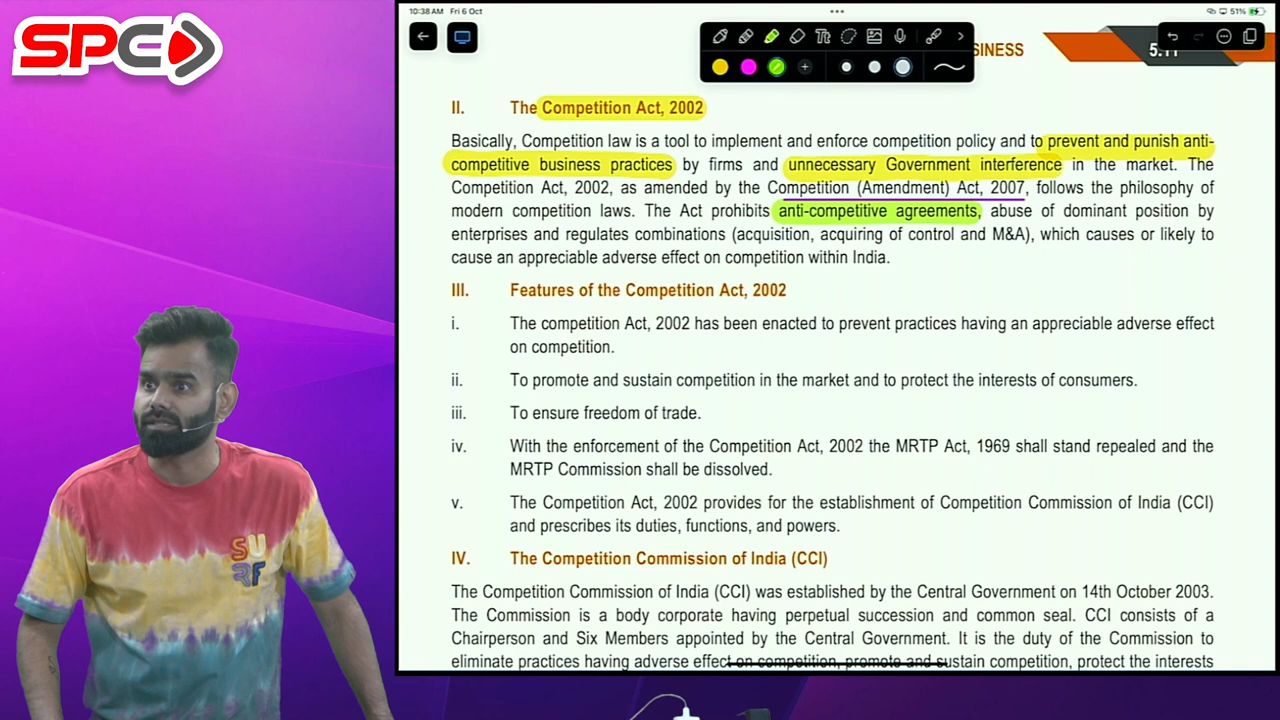 SPC
10:38 AM Fri 6 Oct
51%
SINESS
5.11
II. The Competition Act, 2002
Basically, Competition law is a tool to implement and enforce competition policy and to prevent and punish anti-
competitive business practices by firms and unnecessary Government interference in the market. The
Competition Act, 2002, as amended by the Competition (Amendment) Act, 2007, follows the philosophy of
modern competition laws. The Act prohibits anti-competitive agreements, abuse of dominant position by
enterprises and regulates combinations (acquisition, acquiring of control and M&A), which causes or likely to
cause an appreciable adverse effect on competition within India.
III. Features of the Competition Act, 2002
i. The competition Act, 2002 has been enacted to prevent practices having an appreciable adverse effect
on competition.
ii. To promote and sustain competition in the market and to protect the interests of consumers.
iii. To ensure freedom of trade.
iv. With the enforcement of the Competition Act, 2002 the MRTP Act, 1969 shall stand repealed and the
MRTP Commission shall be dissolved.
v. The Competition Act, 2002 provides for the establishment of Competition Commission of India (CCI)
and prescribes its duties, functions, and powers.
IV. The Competition Commission of India (CCI)
The Competition Commission of India (CCI) was established by the Central Government on 14th October 2003.
The Commission is a body corporate having perpetual succession and common seal. CCI consists of a
Chairperson and Six Members appointed by the Central Government. It is the duty of the Commission to
eliminate practices having adverse effect on competition, promote and sustain competition, protect the interests
SU
RF